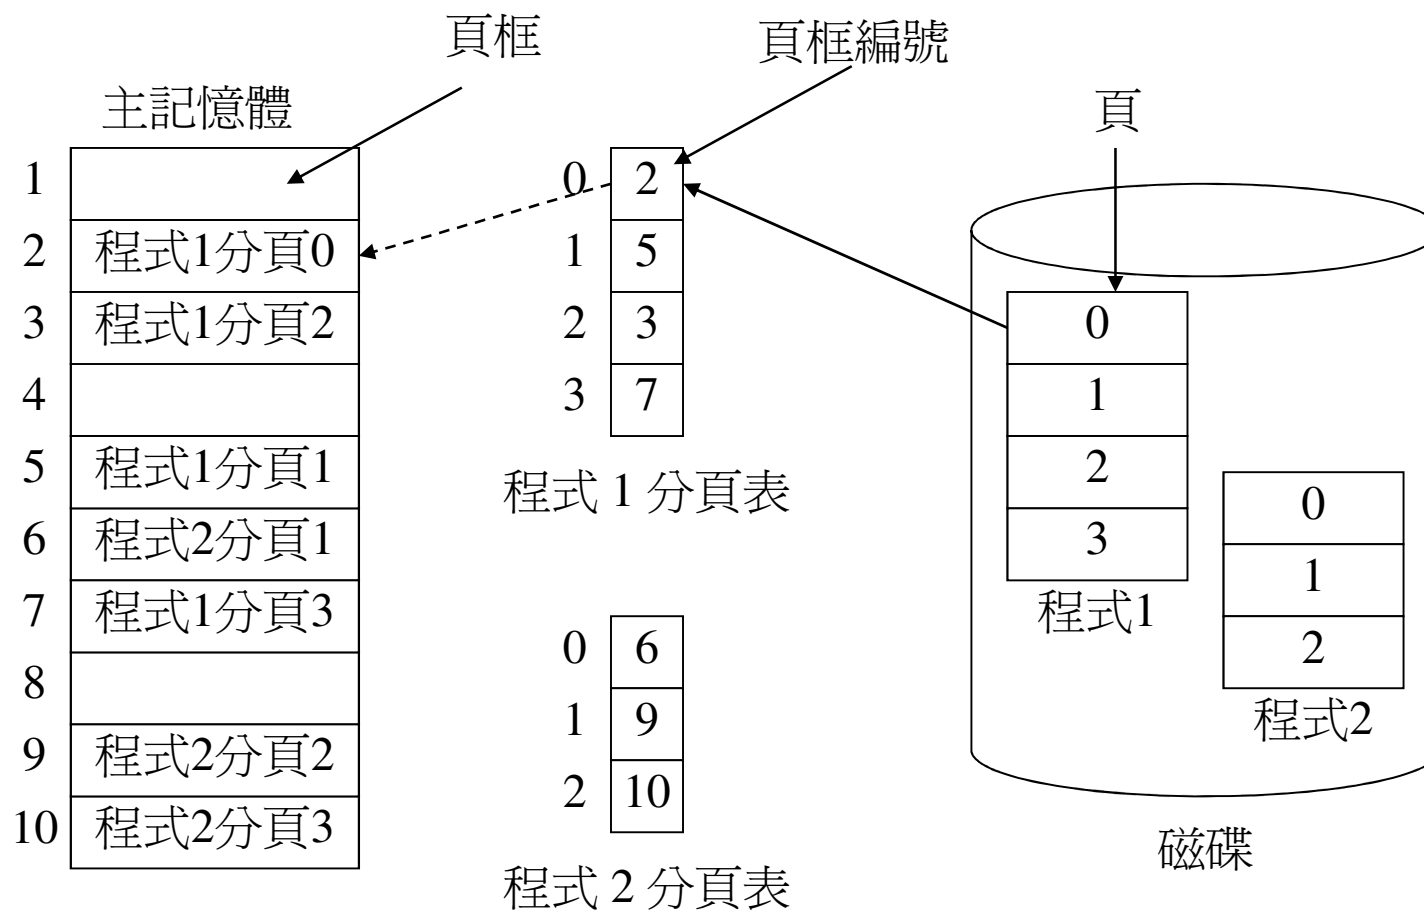 頁框
頁框編號
主記憶體
頁
1
2 程式1分頁0
3 程式1分頁2
4
5 程式1分頁1
6 程式2分頁1
7 程式1分頁3
8
9 程式2分頁2
10 程式2分頁3
0 2
1 5
2 3
3 7
程式 1 分頁表
0 6
1 9
2 10
程式 2 分頁表
0
1
2
3
程式1
0
1
2
程式2
磁碟